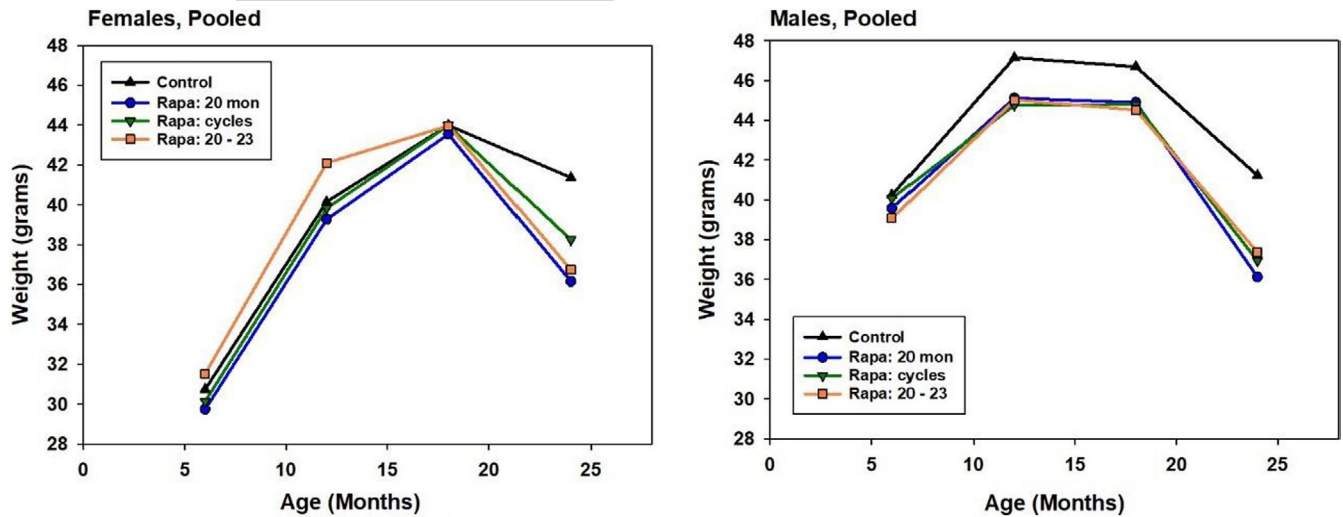 Females, Pooled
48
46
44
42
40
38
36
34
32
30
28
Weight (grams)
Control
Rapa: 20 mon
Rapa: cycles
Rapa: 20 - 23
0
5
10
15
20
25
Age (Months)
Males, Pooled
48
46
44
42
40
38
36
34
32
30
28
Weight (grams)
Control
Rapa: 20 mon
Rapa: cycles
Rapa: 20 - 23
0
5
10
15
20
25
Age (Months)